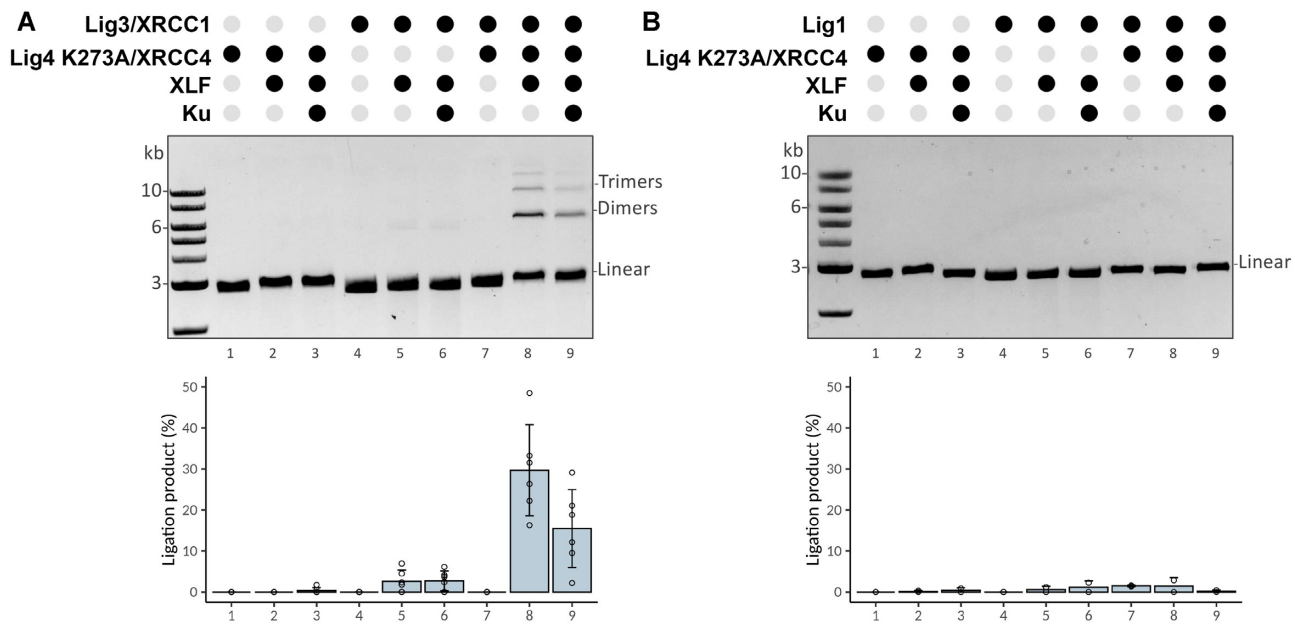 A
Lig3/XRCC1
Lig4 K273A/XRCC4
XLF
Ku
kb
10
6
3
Trimers
Dimers
Linear
1 2 3 4 5 6 7 8 9
Ligation product (%)
50
40
30
20
10
0
1 2 3 4 5 6 7 8 9
B
Lig1
Lig4 K273A/XRCC4
XLF
Ku
kb
10
6
3
Linear
1 2 3 4 5 6 7 8 9
Ligation product (%)
50
40
30
20
10
0
1 2 3 4 5 6 7 8 9